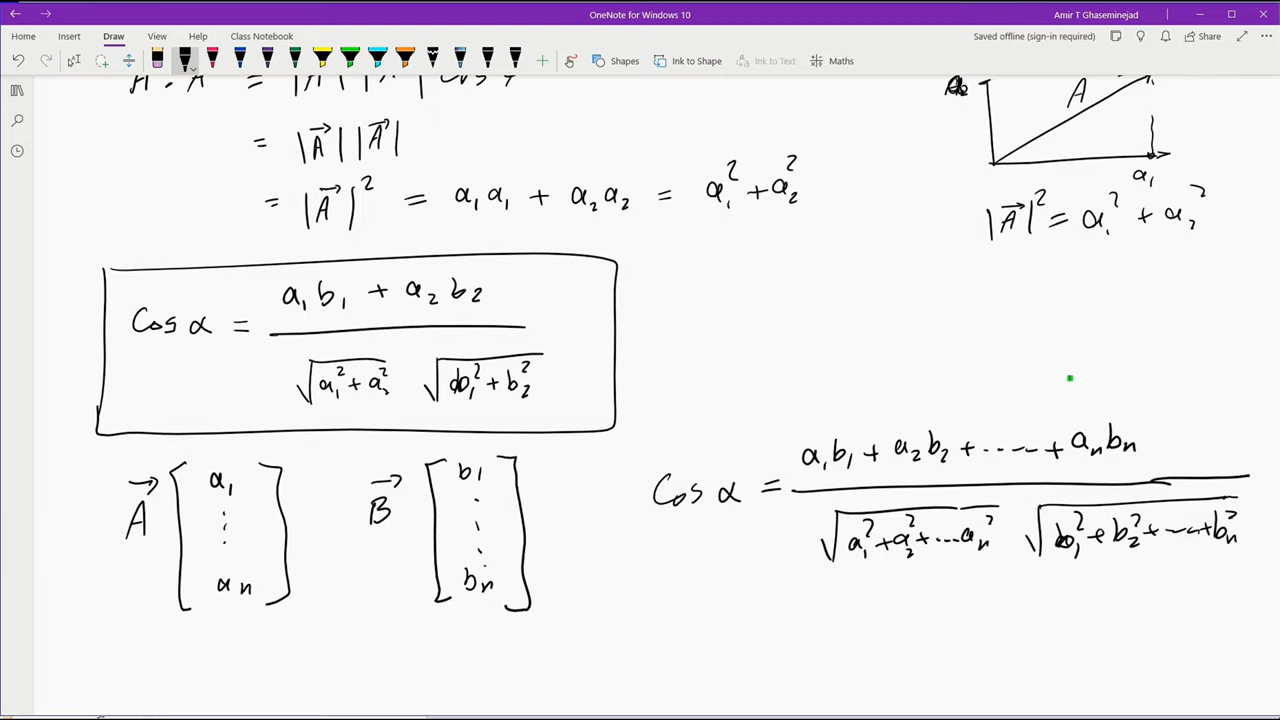 OneNote for Windows 10
Amir T Ghaseminejad
Home Insert Draw View Help Class Notebook
Saved offline (sign-in required) Share
Shapes Ink to Shape Ink to Text Maths
= |A| |A|
= |A|² = a₁a₁ + a₂a₂ = a₁² + a₂²
A
a₁
|A|² = a₁² + a₂²
Cos α = (a₁b₁ + a₂b₂) / (√(a₁² + a₂²) √(b₁² + b₂²))
A [a₁ ⋮ aₙ] B [b₁ ⋮ bₙ]
Cos α = (a₁b₁ + a₂b₂ + ⋯ + aₙbₙ) / (√(a₁² + a₂² + ⋯ aₙ²) √(b₁² + b₂² + ⋯ + bₙ²))